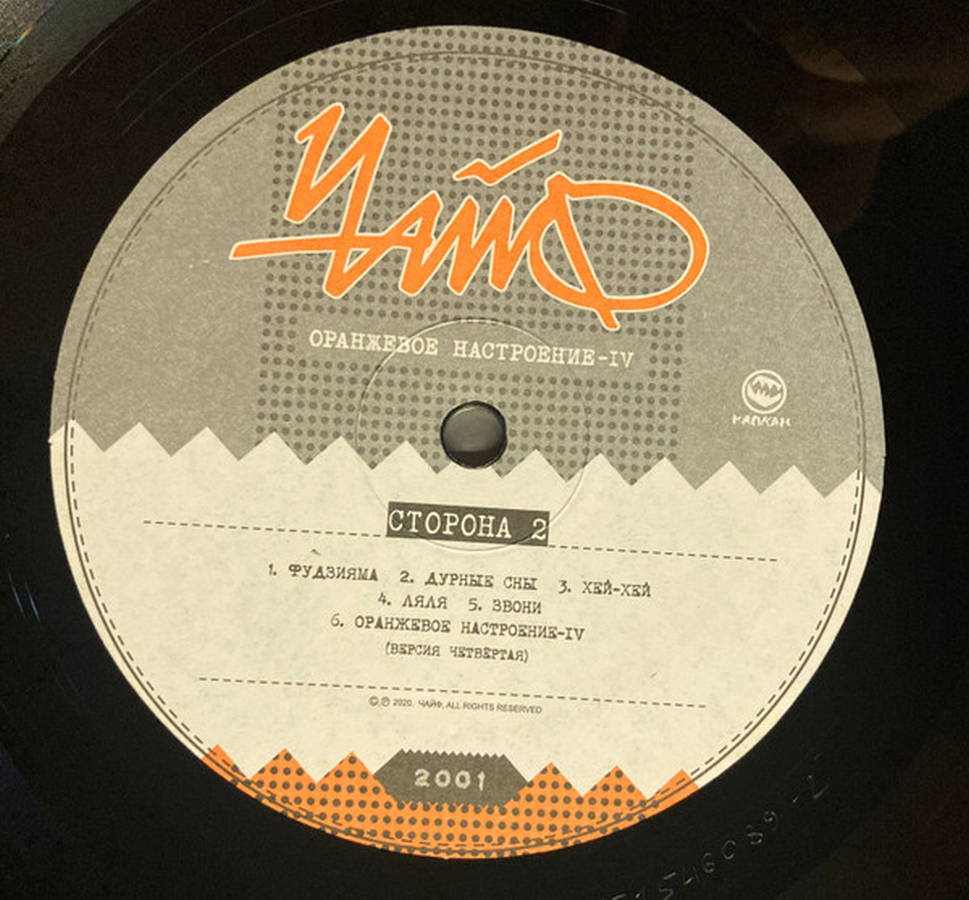 ЧАЙФ
ОРАНЖЕВОЕ НАСТРОЕНИЕ-IV
КАПКАН
СТОРОНА 2
1. ФУДЗИЯМА 2. ДУРНЫЕ СНЫ 3. ХЕЙ-ХЕЙ
4. ЛЯЛЯ 5. ЗВОНИ
6. ОРАНЖЕВОЕ НАСТРОЕНИЕ-IV
(ВЕРСИЯ ЧЕТВЁРТАЯ)
© ℗ 2020. ЧАЙФ, ALL RIGHTS RESERVED
2001